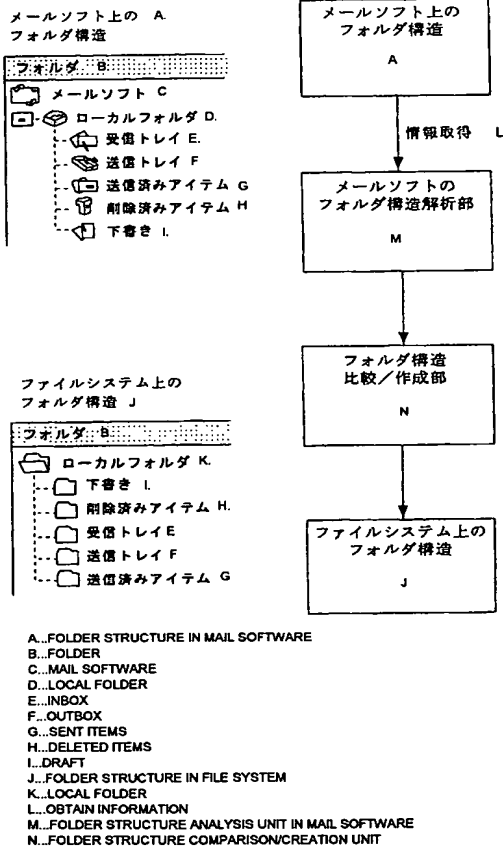 メールソフト上の A.
フォルダ構造
フォルダ B.
メールソフト C
ローカルフォルダ D.
受信トレイ E.
送信トレイ F
送信済みアイテム G
削除済みアイテム H
下書き I.
ファイルシステム上の
フォルダ構造 J
フォルダ B
ローカルフォルダ K.
下書き I.
削除済みアイテム H.
受信トレイ E
送信トレイ F
送信済みアイテム G
メールソフト上の
フォルダ構造
A
情報取得 L
メールソフトの
フォルダ構造解析部
M
フォルダ構造
比較／作成部
N
ファイルシステム上の
フォルダ構造
J
A...FOLDER STRUCTURE IN MAIL SOFTWARE
B...FOLDER
C...MAIL SOFTWARE
D...LOCAL FOLDER
E...INBOX
F...OUTBOX
G...SENT ITEMS
H...DELETED ITEMS
I...DRAFT
J...FOLDER STRUCTURE IN FILE SYSTEM
K...LOCAL FOLDER
L...OBTAIN INFORMATION
M...FOLDER STRUCTURE ANALYSIS UNIT IN MAIL SOFTWARE
N...FOLDER STRUCTURE COMPARISON/CREATION UNIT